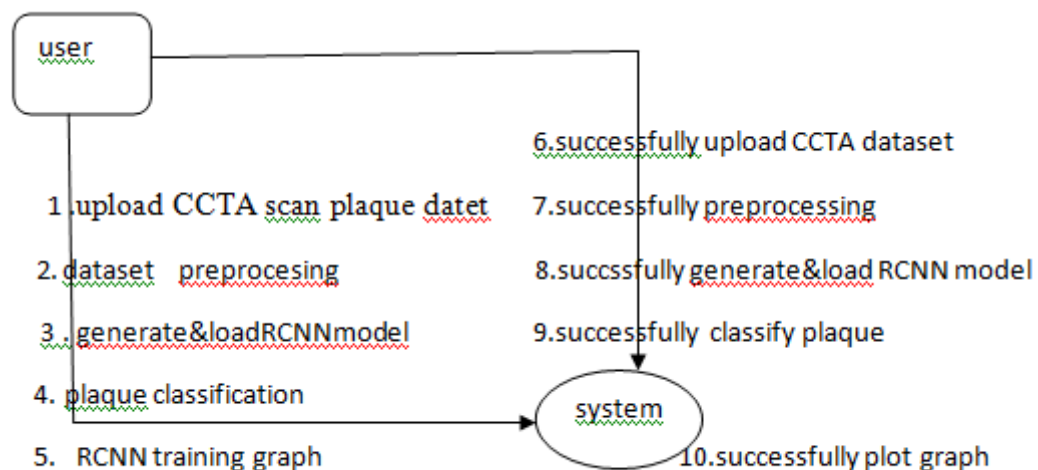 user
6.successfully upload CCTA dataset
1 .upload CCTA scan plaque datet
7.successfully preprocessing
2. dataset preprocesing
8.succssfully generate&load RCNN model
3 . generate&loadRCNNmodel
9.successfully classify plaque
4. plaque classification
system
5. RCNN training graph
10.successfully plot graph